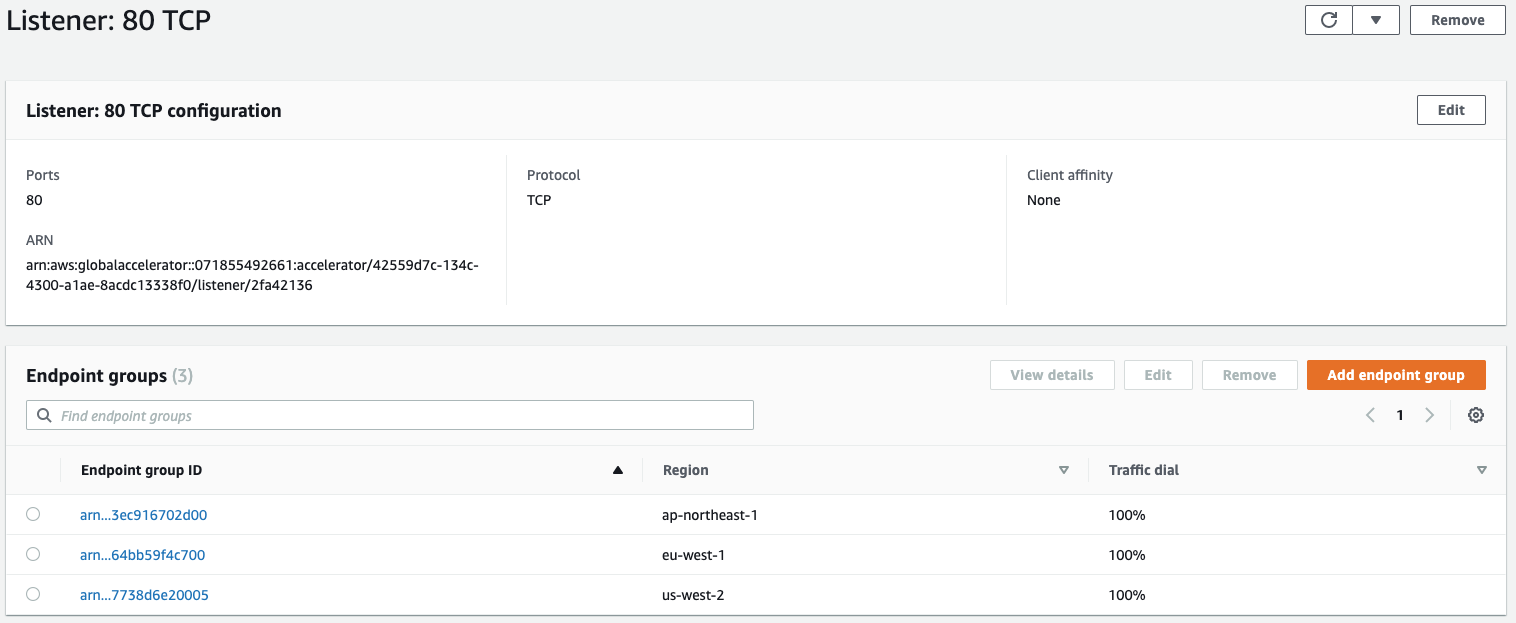 Listener: 80 TCP
Remove
Listener: 80 TCP configuration
Edit
Ports
80
Protocol
TCP
Client affinity
None
ARN
arn:aws:globalaccelerator::071855492661:accelerator/42559d7c-134c-
4300-a1ae-8acdc13338f0/listener/2fa42136
Endpoint groups (3)
View details
Edit
Remove
Add endpoint group
Find endpoint groups
1
Endpoint group ID
Region
Traffic dial
arn...3ec916702d00
ap-northeast-1
100%
arn...64bb59f4c700
eu-west-1
100%
arn...7738d6e20005
us-west-2
100%